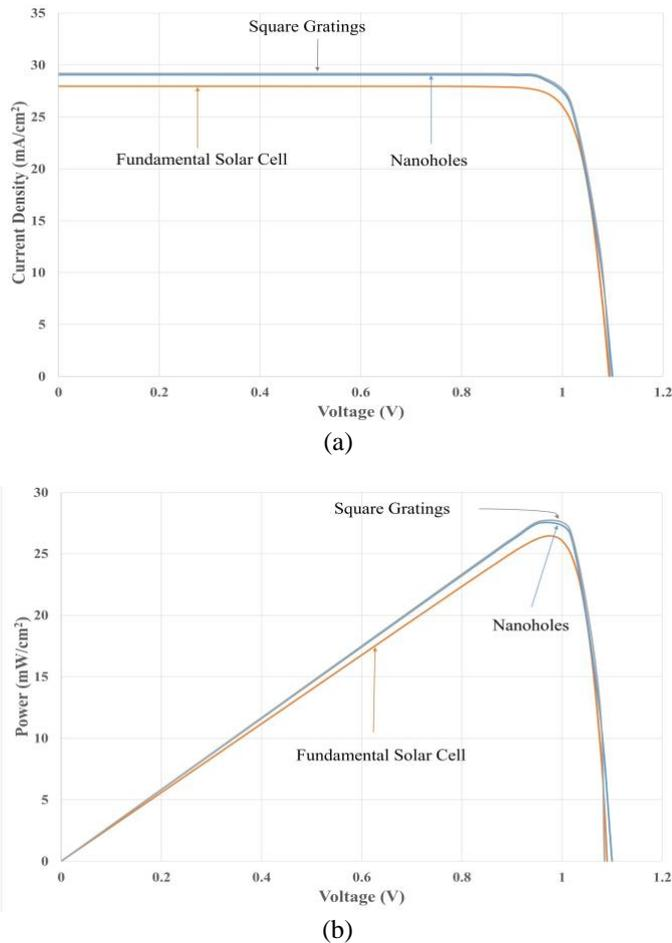 35
Square Gratings
30
25
Fundamental Solar Cell
Nanoholes
20
15
10
5
0
Current Density (mA/cm²)
0 0.2 0.4 0.6 0.8 1 1.2
Voltage (V)
(a)
30
Square Gratings
25
20
Nanoholes
15
Fundamental Solar Cell
10
5
0
Power (mW/cm²)
0 0.2 0.4 0.6 0.8 1 1.2
Voltage (V)
(b)